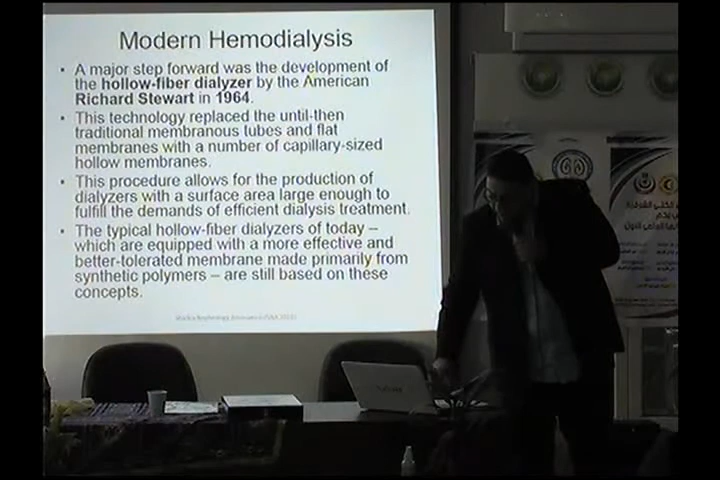 Modern Hemodialysis
• A major step forward was the development of
the hollow-fiber dialyzer by the American
Richard Stewart in 1964.
• This technology replaced the until-then
traditional membranous tubes and flat
membranes with a number of capillary-sized
hollow membranes.
• This procedure allows for the production of
dialyzers with a surface area large enough to
fulfill the demands of efficient dialysis treatment.
• The typical hollow-fiber dialyzers of today –
which are equipped with a more effective and
better-tolerated membrane made primarily from
synthetic polymers – are still based on these
concepts.